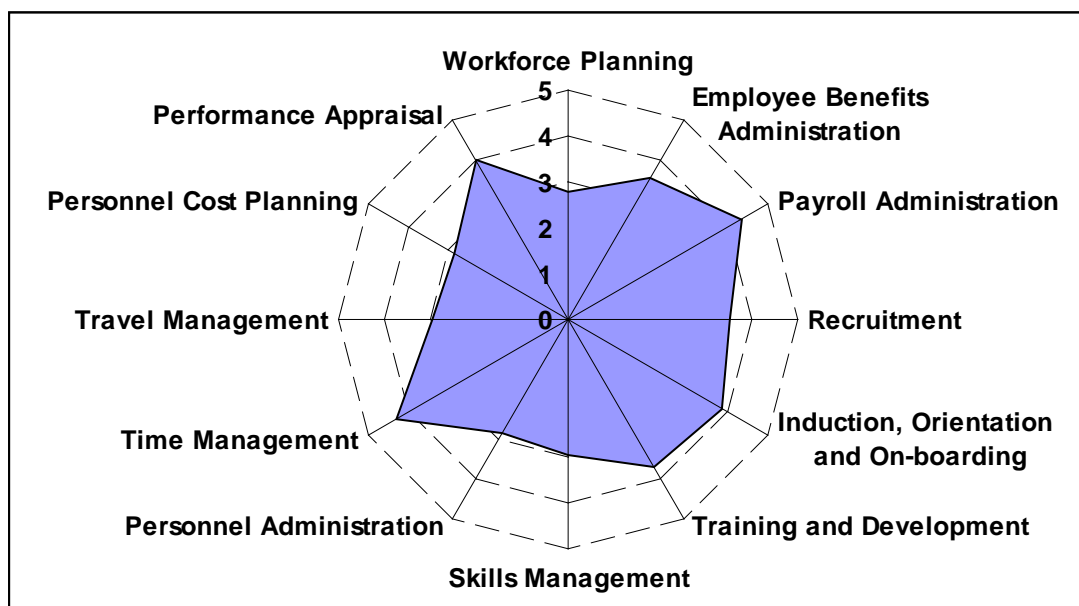 Workforce Planning
Employee Benefits
Administration
Payroll Administration
Recruitment
Induction, Orientation
and On-boarding
Training and Development
Skills Management
Personnel Administration
Time Management
Travel Management
Personnel Cost Planning
Performance Appraisal
5
4
3
2
1
0